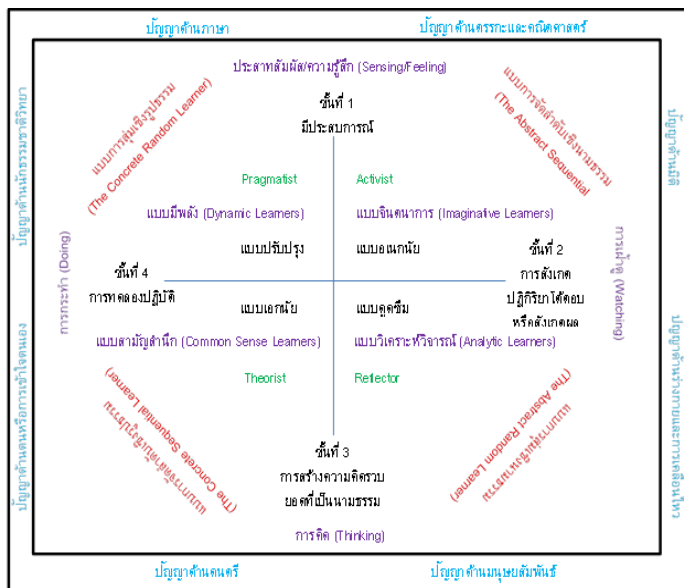 ปัญญาด้านภาษา
ปัญญาด้านตรรกะและคณิตศาสตร์
ประสาทสัมผัส/ความรู้สึก (Sensing/Feeling)
ขั้นที่ 1
มีประสบการณ์
แบบการสุ่มเชิงรูปธรรม
(The Concrete Random Learner)
แบบการจัดลำดับเชิงนามธรรม
(The Abstract Sequential
ปัญญาด้านนักธรรมชาติวิทยา
ปัญญาด้านมิติ
Pragmatist
Activist
แบบมีพลัง (Dynamic Learners)
แบบจินตนาการ (Imaginative Learners)
แบบปรับปรุง
แบบอเนกนัย
การกระทำ (Doing)
ขั้นที่ 4
การทดลองปฏิบัติ
ขั้นที่ 2
การสังเกต
ปฏิกิริยาโต้ตอบ
หรือสังเกตผล
การเฝ้าดู (Watching)
แบบเอกนัย
แบบดูดซึม
แบบสามัญสำนึก (Common Sense Learners)
แบบวิเคราะห์วิจารณ์ (Analytic Learners)
Theorist
Reflector
ปัญญาด้านตนหรือการเข้าใจตนเอง
ปัญญาด้านร่างกายและการเคลื่อนไหว
แบบการจัดลำดับเชิงรูปธรรม
(The Concrete Sequential Learner)
แบบการสุ่มเชิงนามธรรม
(The Abstract Random Learner)
ขั้นที่ 3
การสร้างความคิดรวบ
ยอดที่เป็นนามธรรม
การคิด (Thinking)
ปัญญาด้านดนตรี
ปัญญาด้านมนุษยสัมพันธ์